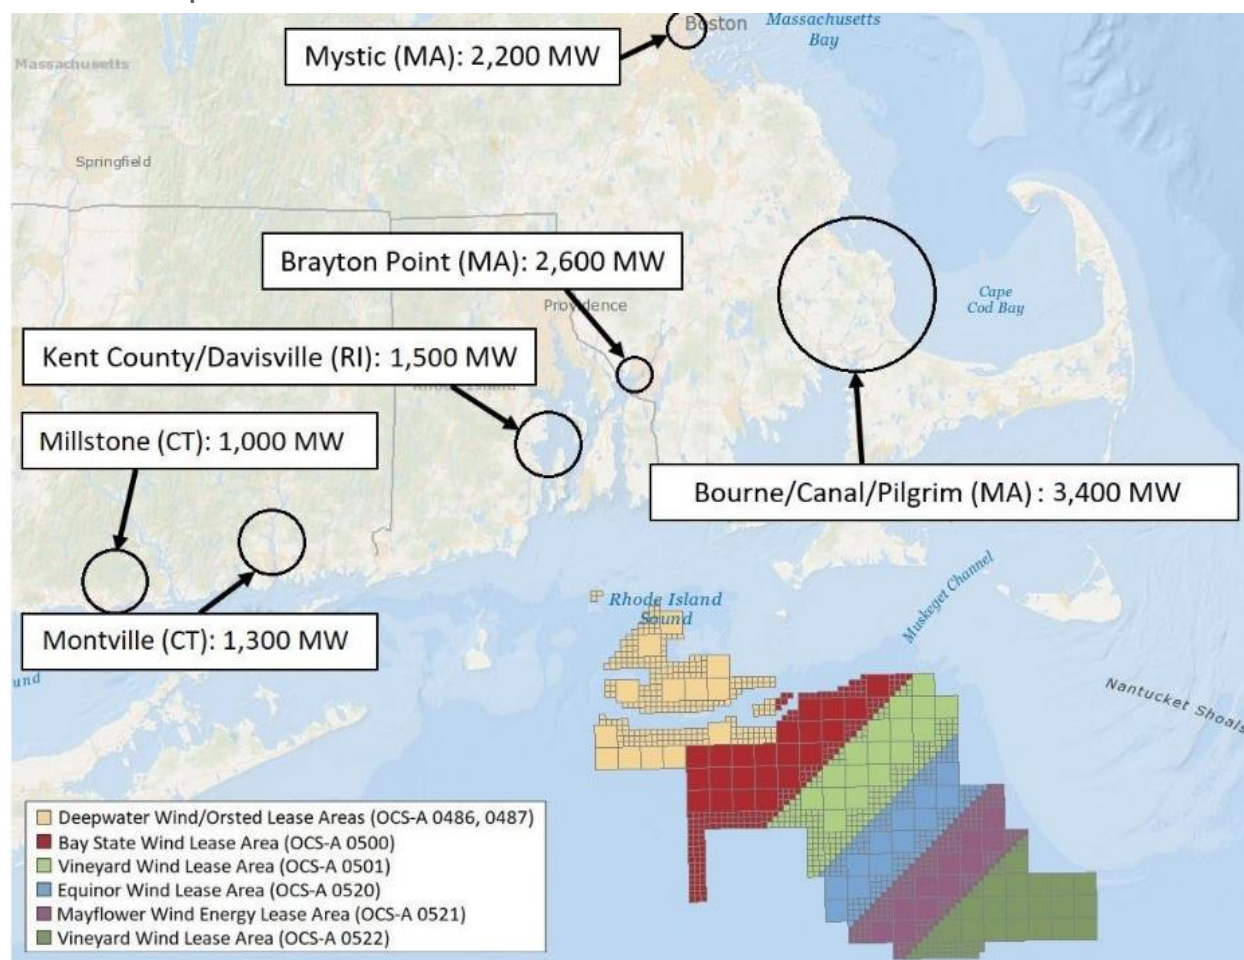 Boston
Massachusetts
Bay
Mystic (MA): 2,200 MW
Massachusetts
Springfield
Brayton Point (MA): 2,600 MW
Providence
Cape
Cod Bay
Kent County/Davisville (RI): 1,500 MW
Millstone (CT): 1,000 MW
Bourne/Canal/Pilgrim (MA) : 3,400 MW
Montville (CT): 1,300 MW
Rhode Island
Sound
Muskeget Channel
Nantucket Shoals
und
Deepwater Wind/Orsted Lease Areas (OCS-A 0486, 0487)
Bay State Wind Lease Area (OCS-A 0500)
Vineyard Wind Lease Area (OCS-A 0501)
Equinor Wind Lease Area (OCS-A 0520)
Mayflower Wind Energy Lease Area (OCS-A 0521)
Vineyard Wind Lease Area (OCS-A 0522)